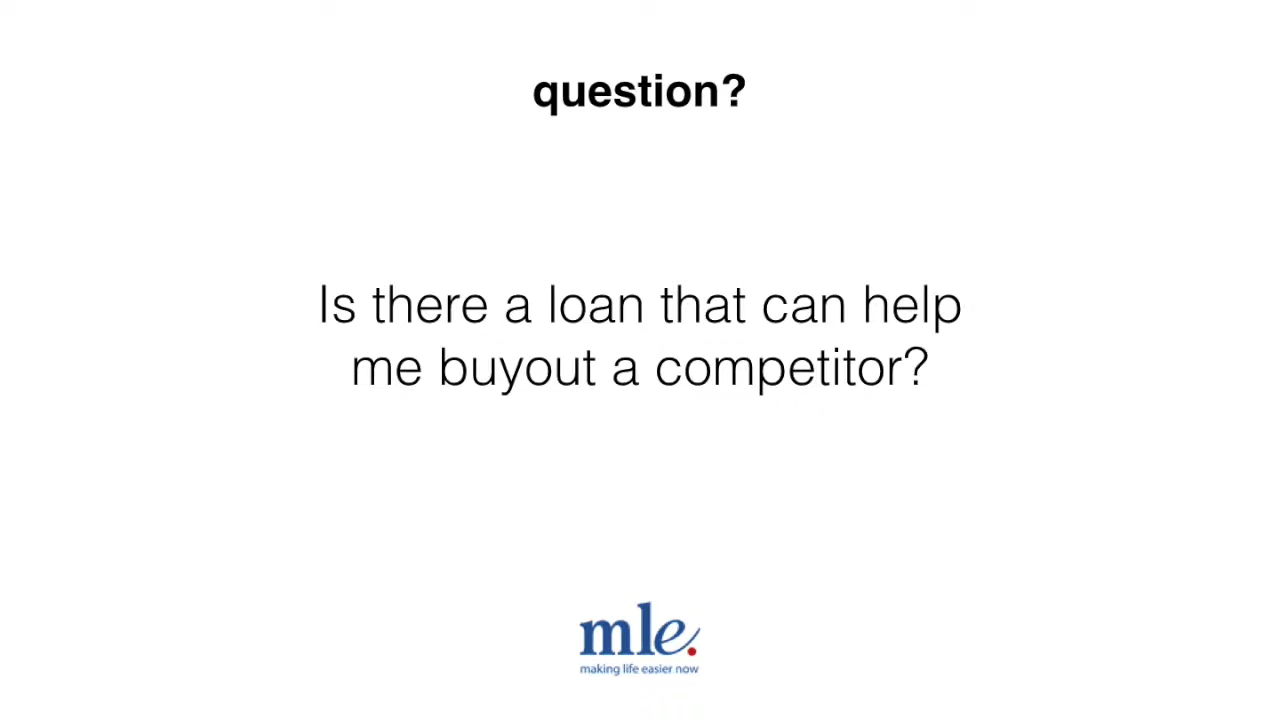 question?
Is there a loan that can help
me buyout a competitor?
mle.
making life easier now